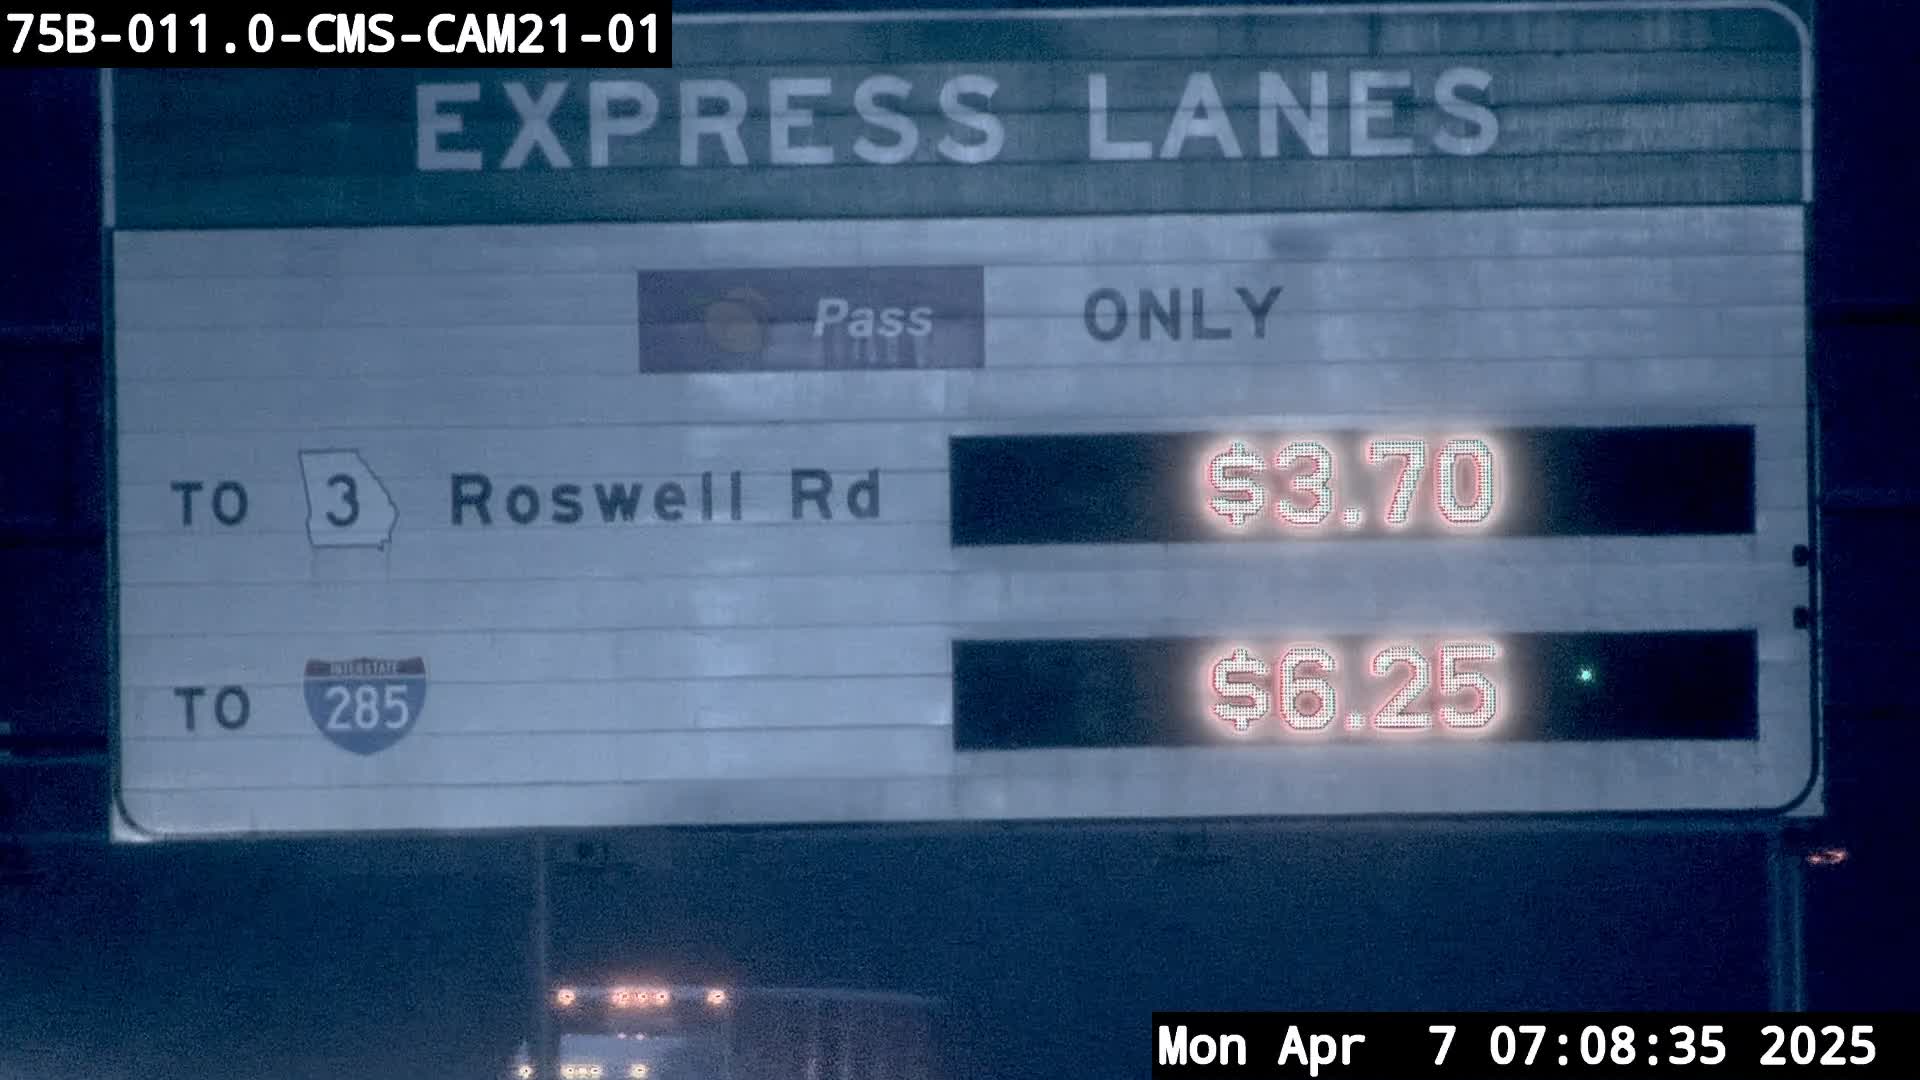 75B-011.0-CMS-CAM21-01
EXPRESS LANES
Pass ONLY
TO 3 Roswell Rd $3.70
TO INTERSTATE 285 $6.25
Mon Apr 7 07:08:35 2025